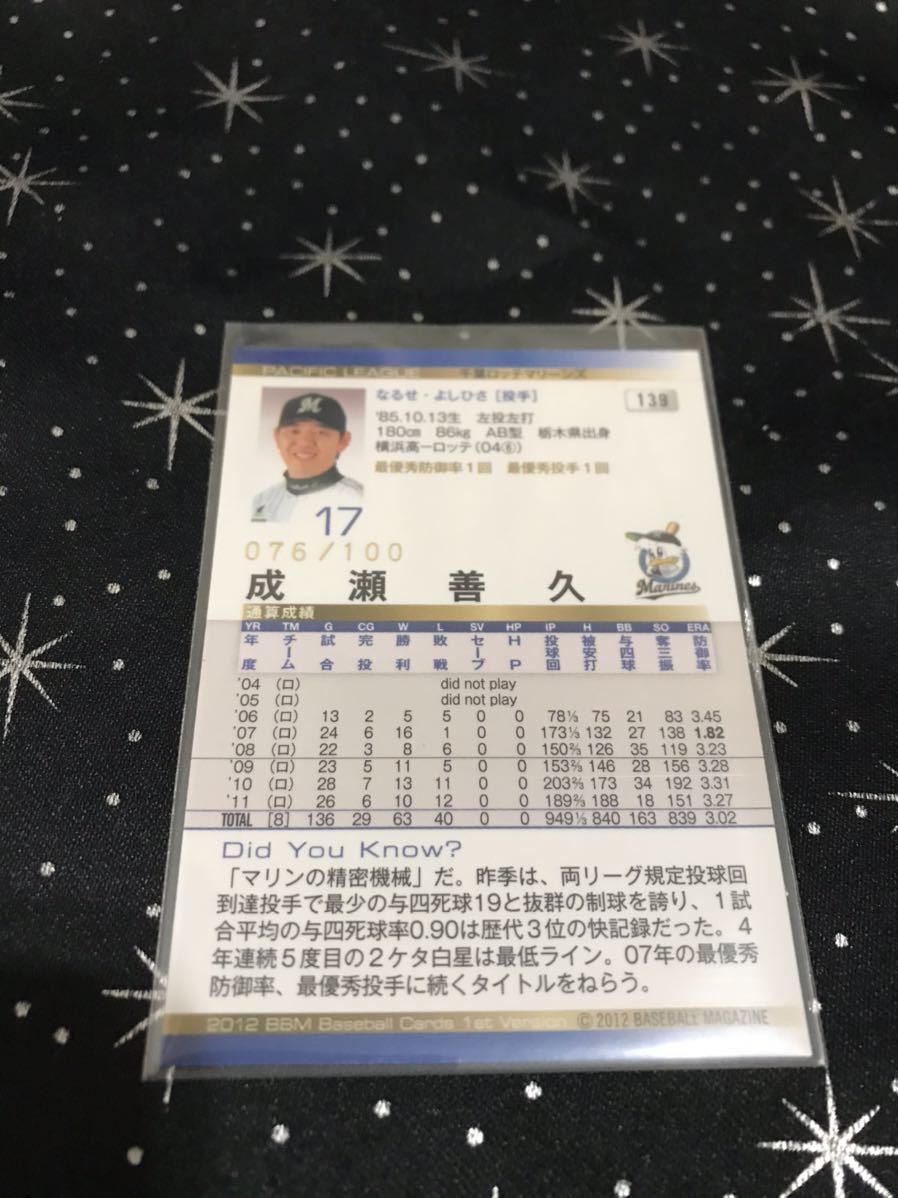 PACIFIC LEAGUE 千葉ロッテマリーンズ
なるせ・よしひさ [投手]
139
'85.10.13生 左投左打
180cm 86kg AB型 栃木県出身
横浜高ーロッテ(04⑥)
最優秀防御率1回 最優秀投手1回
17
076/100
成瀬善久
Marines
通算成績
YR TM G CG W L SV HP IP H BB SO ERA
年度 チーム 試合 完投 勝利 敗戦 セーブ HP 投球回 被安打 与四球 奪三振 防御率
'04 (ロ) did not play
'05 (ロ) did not play
'06 (ロ) 13 2 5 5 0 0 78⅓ 75 21 83 3.45
'07 (ロ) 24 6 16 1 0 0 173⅓ 132 27 138 1.82
'08 (ロ) 22 3 8 6 0 0 150⅔ 126 35 119 3.23
'09 (ロ) 23 5 11 5 0 0 153⅔ 146 28 156 3.28
'10 (ロ) 28 7 13 11 0 0 203⅔ 173 34 192 3.31
'11 (ロ) 26 6 10 12 0 0 189⅔ 188 18 151 3.27
TOTAL [8] 136 29 63 40 0 0 949⅓ 840 163 839 3.02
Did You Know?
「マリンの精密機械」だ。昨季は、両リーグ規定投球回
到達投手で最少の与四死球19と抜群の制球を誇り、1試
合平均の与四死球率0.90は歴代3位の快記録だった。4
年連続5度目の2ケタ白星は最低ライン。07年の最優秀
防御率、最優秀投手に続くタイトルをねらう。
2012 BBM Baseball Cards 1st Version © 2012 BASEBALL MAGAZINE